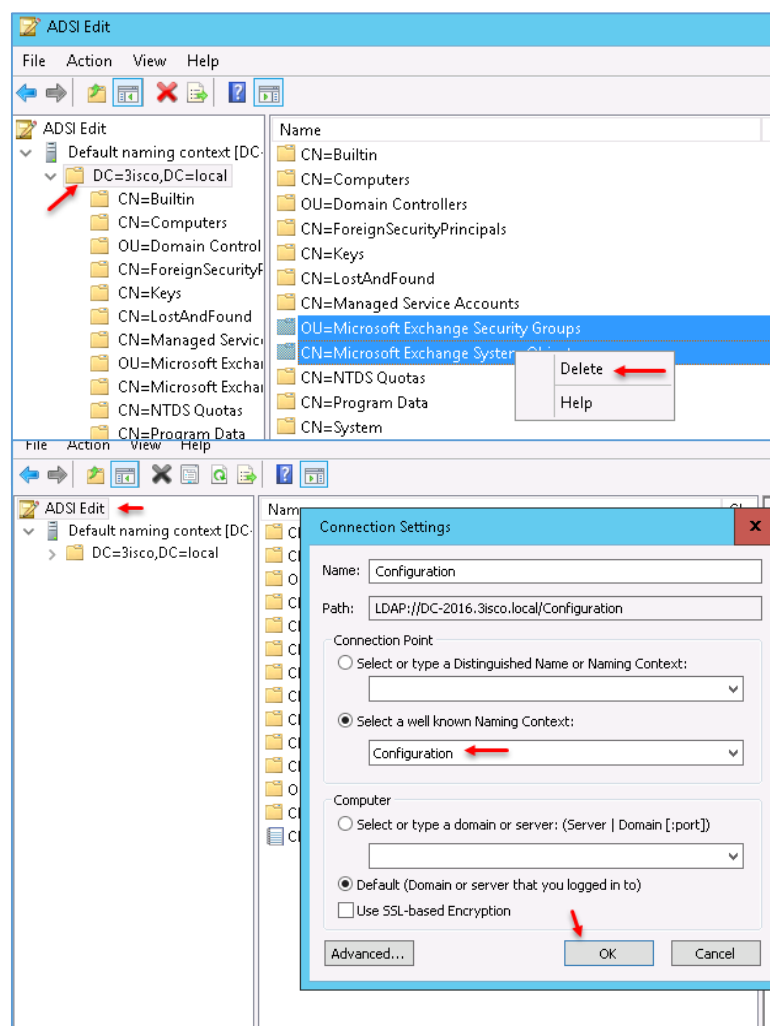 ADSI Edit
File Action View Help
ADSI Edit
Default naming context [DC-
DC=3isco,DC=local
CN=Builtin
CN=Computers
OU=Domain Control
CN=ForeignSecurityP
CN=Keys
CN=LostAndFound
CN=Managed Servic
OU=Microsoft Exchar
CN=Microsoft Exchar
CN=NTDS Quotas
CN=Program Data
Name
CN=Builtin
CN=Computers
OU=Domain Controllers
CN=ForeignSecurityPrincipals
CN=Keys
CN=LostAndFound
CN=Managed Service Accounts
OU=Microsoft Exchange Security Groups
CN=Microsoft Exchange System Objects
CN=NTDS Quotas
CN=Program Data
CN=System
Delete
Help
File Action View Help
ADSI Edit
Default naming context [DC-
DC=3isco,DC=local
Nam
Cl
Connection Settings
x
Name: Configuration
Path: LDAP://DC-2016.3isco.local/Configuration
Connection Point
Select or type a Distinguished Name or Naming Context:
Select a well known Naming Context:
Configuration
Computer
Select or type a domain or server: (Server | Domain [:port])
Default (Domain or server that you logged in to)
Use SSL-based Encryption
Advanced...
OK
Cancel